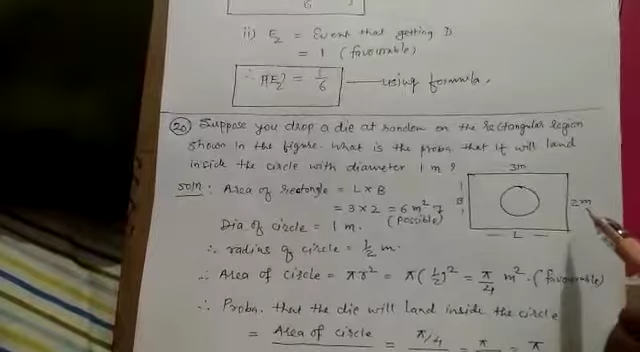 6
ii) E₂ = Event that getting D
= 1 (favourable)
∴ P(E₂) = 1/6 —— using formula.
20) Suppose you drop a die at random on the rectangular region
shown in the figure. What is the proba. that it will land
inside the circle with diameter 1 m?
3m
Soln: Area of Rectangle = L × B
B
= 3 × 2 = 6 m² (possible)
2m
Dia of circle = 1 m.
L
∴ radius of circle = 1/2 m.
∴ Area of circle = πr² = π(1/2)² = π/4 m². (favourable)
∴ Proba. that the die will land inside the circle
= Area of circle = π/4 = π = π